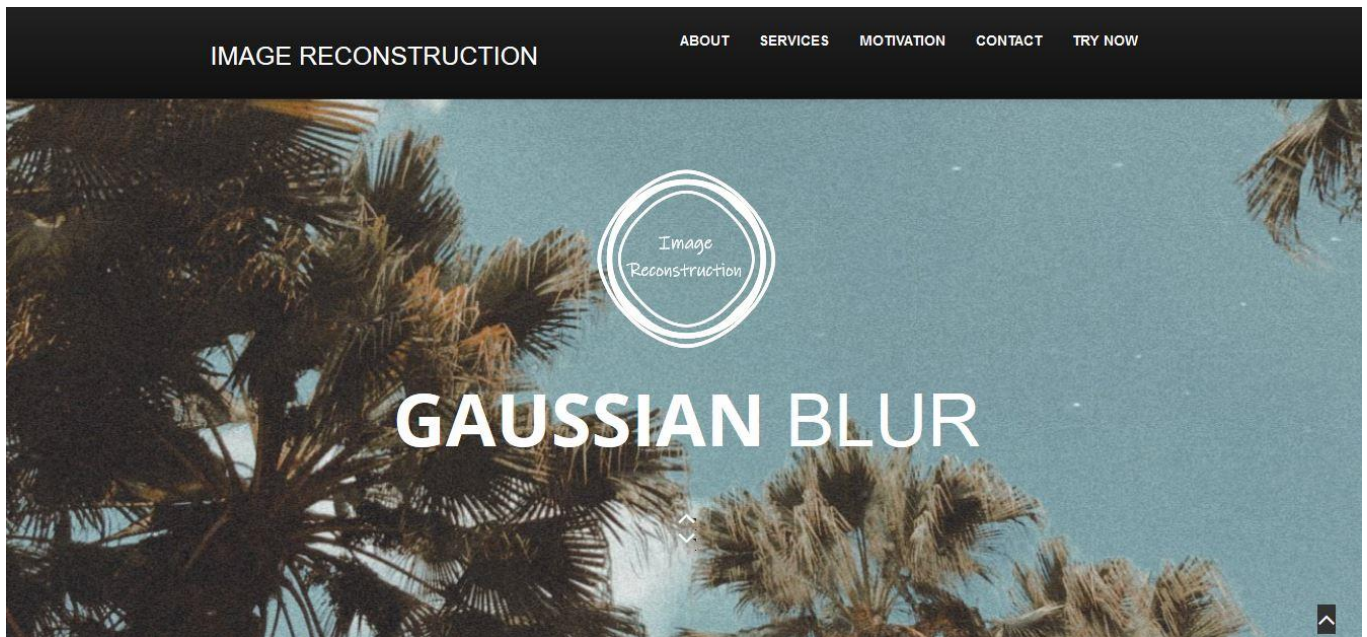 IMAGE RECONSTRUCTION
ABOUT SERVICES MOTIVATION CONTACT TRY NOW
Image
Reconstruction
GAUSSIAN BLUR